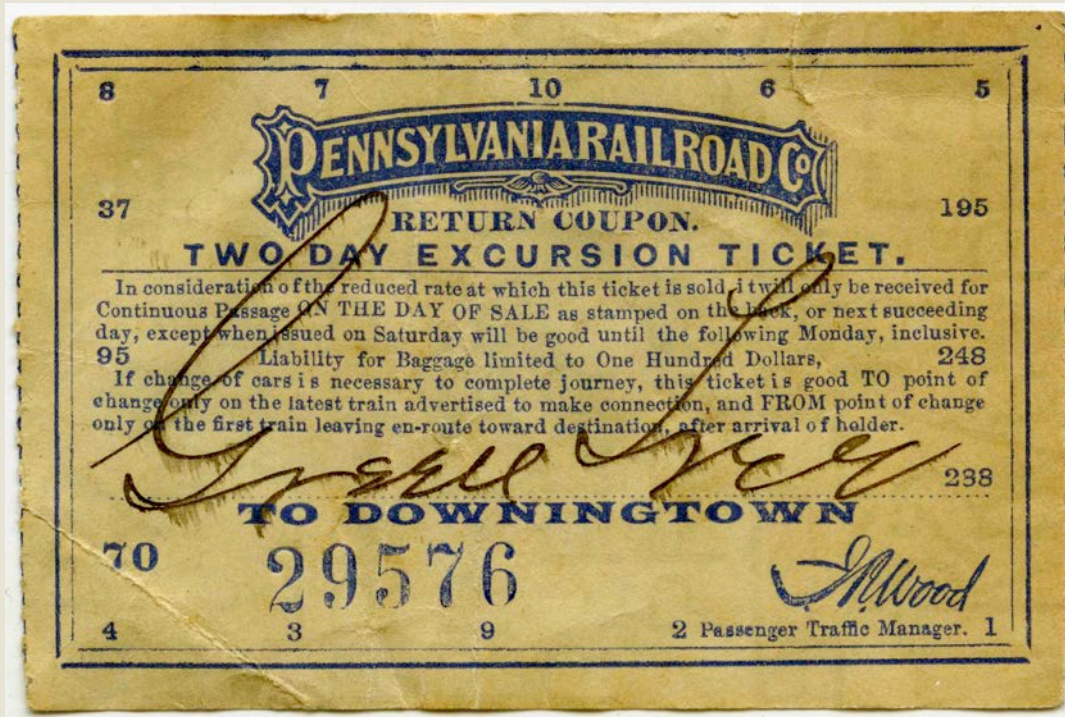 8 7 10 6 5
PENNSYLVANIA RAILROAD Co
37 195
RETURN COUPON.
TWO DAY EXCURSION TICKET.
In consideration of the reduced rate at which this ticket is sold, it will only be received for
Continuous Passage ON THE DAY OF SALE as stamped on the back, or next succeeding
day, except when issued on Saturday will be good until the following Monday, inclusive.
95 Liability for Baggage limited to One Hundred Dollars, 248
If change of cars is necessary to complete journey, this ticket is good TO point of
change only on the latest train advertised to make connection, and FROM point of change
only on the first train leaving en-route toward destination, after arrival of holder.
Green Tree 238
TO DOWNINGTOWN
70 29576 J.R. Wood
4 3 9 2 Passenger Traffic Manager. 1